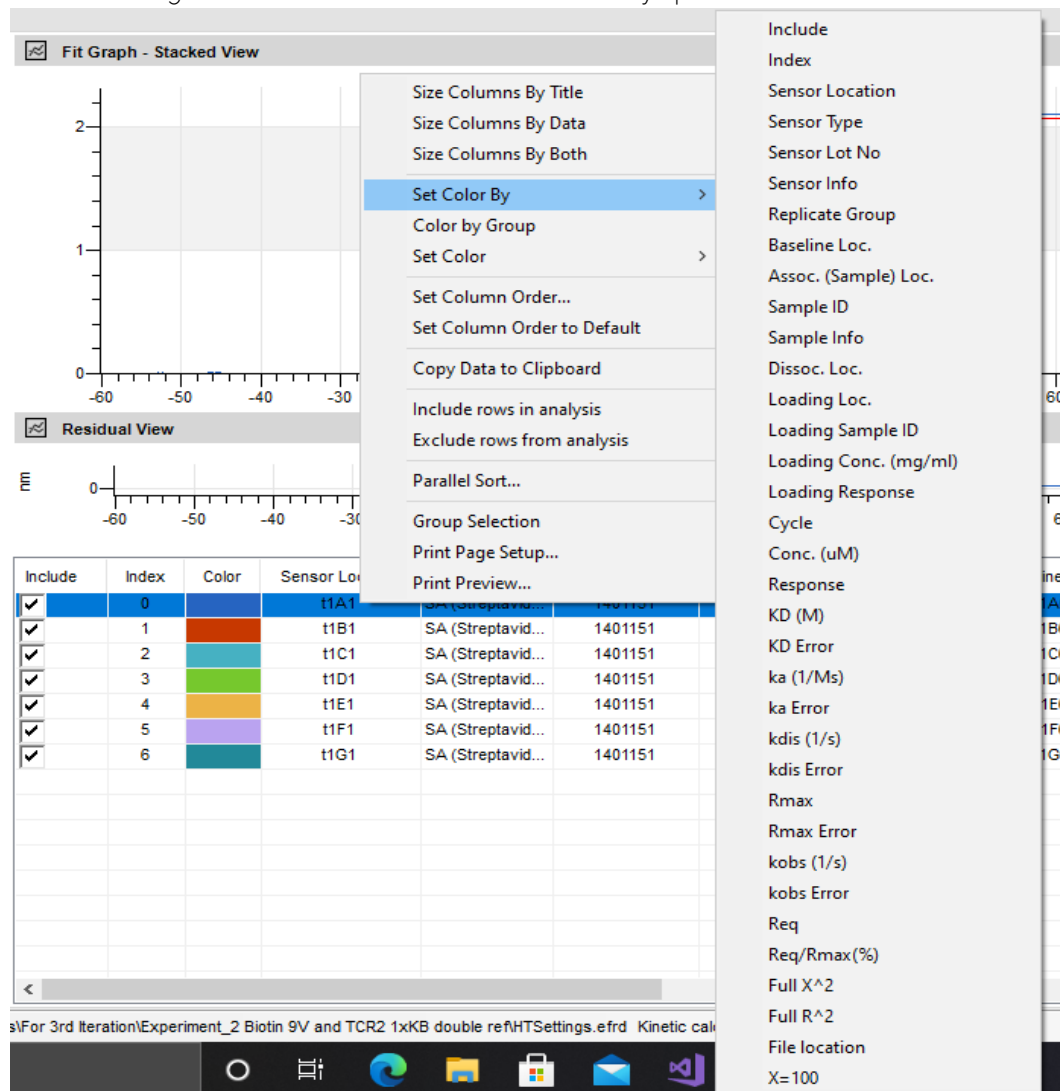 Fit Graph - Stacked View
2
1
0
-60 -50 -40 -30
60
Residual View
nm
0
-60 -50 -40 -30
6
Size Columns By Title
Size Columns By Data
Size Columns By Both
Set Color By >
Color by Group
Set Color >
Set Column Order...
Set Column Order to Default
Copy Data to Clipboard
Include rows in analysis
Exclude rows from analysis
Parallel Sort...
Group Selection
Print Page Setup...
Print Preview...
Include
Index
Sensor Location
Sensor Type
Sensor Lot No
Sensor Info
Replicate Group
Baseline Loc.
Assoc. (Sample) Loc.
Sample ID
Sample Info
Dissoc. Loc.
Loading Loc.
Loading Sample ID
Loading Conc. (mg/ml)
Loading Response
Cycle
Conc. (uM)
Response
KD (M)
KD Error
ka (1/Ms)
ka Error
kdis (1/s)
kdis Error
Rmax
Rmax Error
kobs (1/s)
kobs Error
Req
Req/Rmax(%)
Full X^2
Full R^2
File location
X=100
Include Index Color Sensor Lo
0 t1A1 SA (Streptavid... 1401151
1 t1B1 SA (Streptavid... 1401151
2 t1C1 SA (Streptavid... 1401151
3 t1D1 SA (Streptavid... 1401151
4 t1E1 SA (Streptavid... 1401151
5 t1F1 SA (Streptavid... 1401151
6 t1G1 SA (Streptavid... 1401151
s\For 3rd Iteration\Experiment_2 Biotin 9V and TCR2 1xKB double ref\HTSettings.efrd Kinetic cal